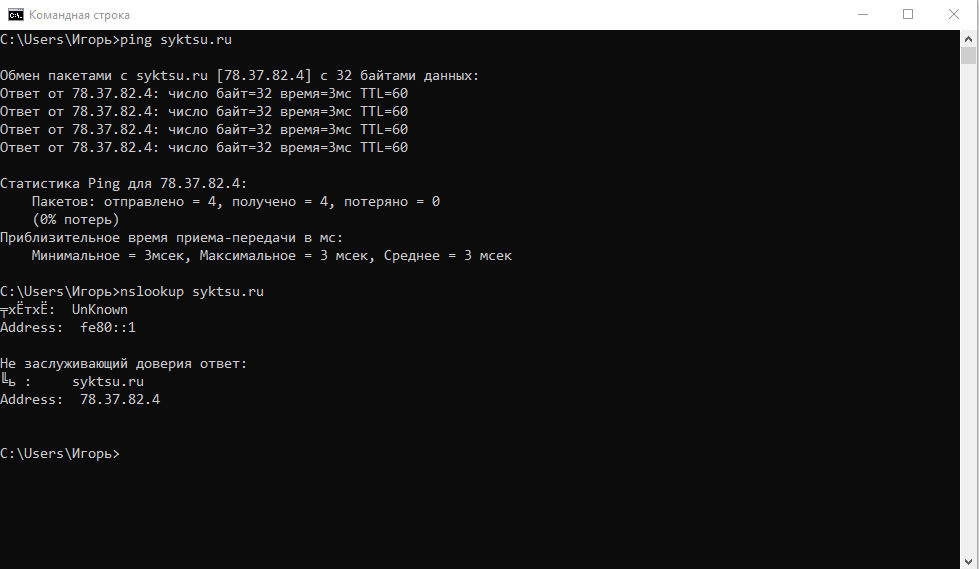 Командная строка
C:\Users\Игорь>ping syktsu.ru
Обмен пакетами с syktsu.ru [78.37.82.4] с 32 байтами данных:
Ответ от 78.37.82.4: число байт=32 время=3мс TTL=60
Ответ от 78.37.82.4: число байт=32 время=3мс TTL=60
Ответ от 78.37.82.4: число байт=32 время=3мс TTL=60
Ответ от 78.37.82.4: число байт=32 время=3мс TTL=60
Статистика Ping для 78.37.82.4:
    Пакетов: отправлено = 4, получено = 4, потеряно = 0
    (0% потерь)
Приблизительное время приема-передачи в мс:
    Минимальное = 3мсек, Максимальное = 3 мсек, Среднее = 3 мсек
C:\Users\Игорь>nslookup syktsu.ru
╤хЁтхЁ:  UnKnown
Address:  fe80::1
Не заслуживающий доверия ответ:
╚ь :     syktsu.ru
Address:  78.37.82.4
C:\Users\Игорь>